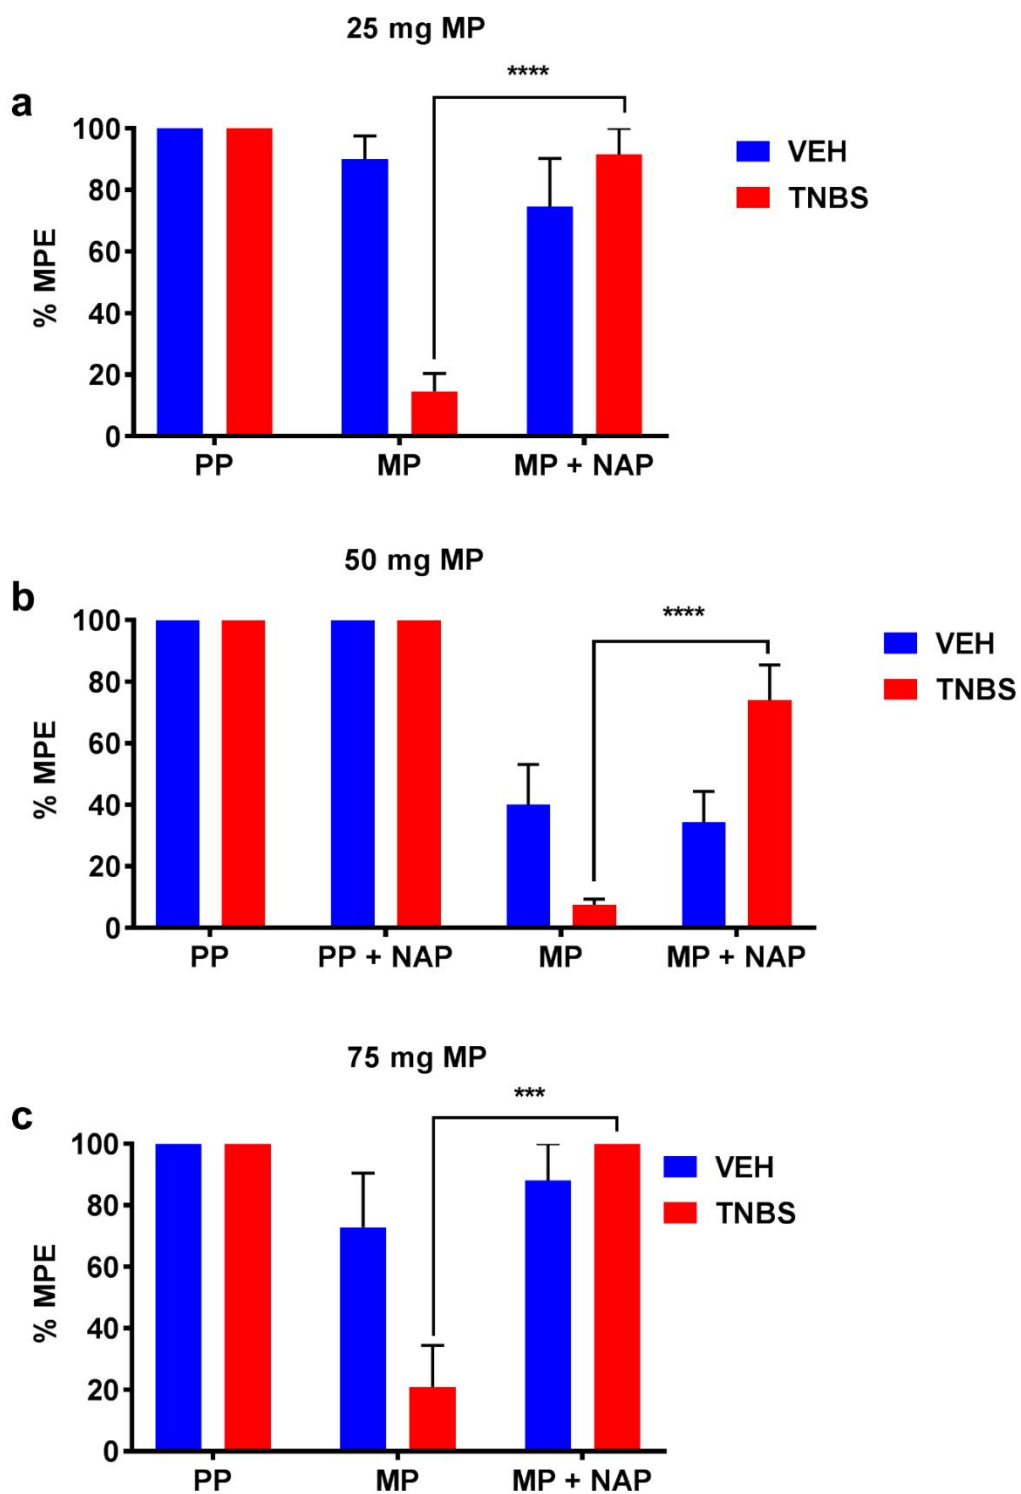 25 mg MP
a
****
% MPE
100
80
60
40
20
0
PP MP MP + NAP
VEH
TNBS
50 mg MP
b
****
% MPE
100
80
60
40
20
0
PP PP + NAP MP MP + NAP
VEH
TNBS
75 mg MP
c
***
% MPE
100
80
60
40
20
0
PP MP MP + NAP
VEH
TNBS